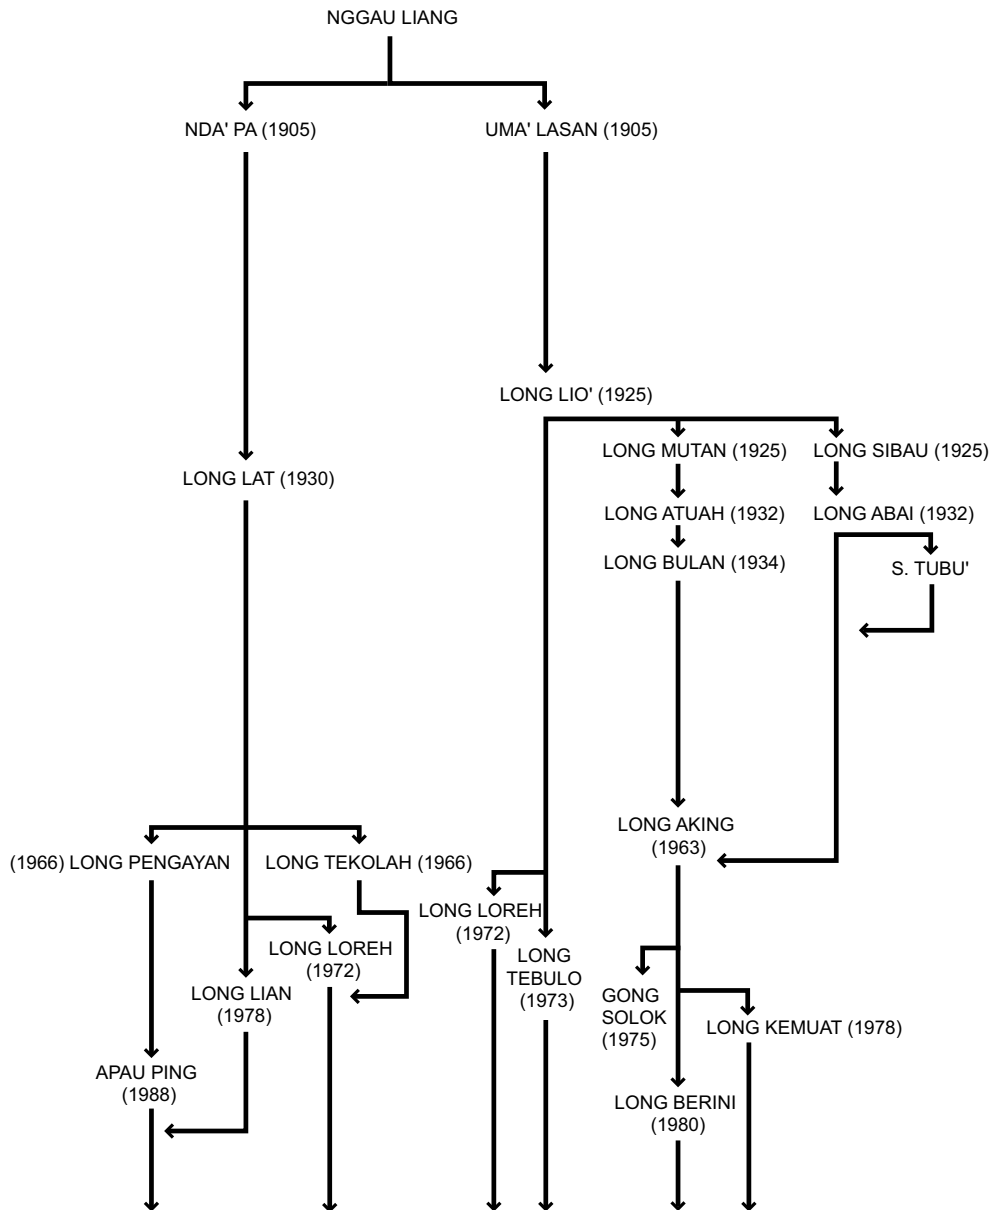 NGGAU LIANG
NDA' PA (1905)
UMA' LASAN (1905)
LONG LIO' (1925)
LONG MUTAN (1925)
LONG SIBAU (1925)
LONG LAT (1930)
LONG ATUAH (1932)
LONG ABAI (1932)
LONG BULAN (1934)
S. TUBU'
LONG AKING
(1963)
(1966) LONG PENGAYAN
LONG TEKOLAH (1966)
LONG LOREH
(1972)
LONG LOREH
(1972)
LONG
TEBULO
(1973)
LONG LIAN
(1978)
GONG
SOLOK
(1975)
LONG KEMUAT (1978)
APAU PING
(1988)
LONG BERINI
(1980)